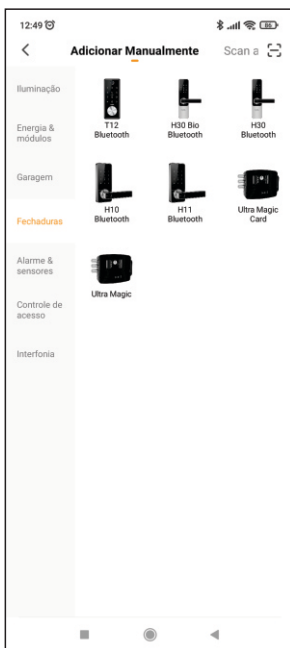 12:49
86
Adicionar Manualmente
Scan a
Iluminação
Energia &
módulos
Garagem
Fechaduras
Alarme &
sensores
Controle de
acesso
Interfonia
T12
Bluetooth
H30 Bio
Bluetooth
H30
Bluetooth
H10
Bluetooth
H11
Bluetooth
Ultra Magic
Card
Ultra Magic